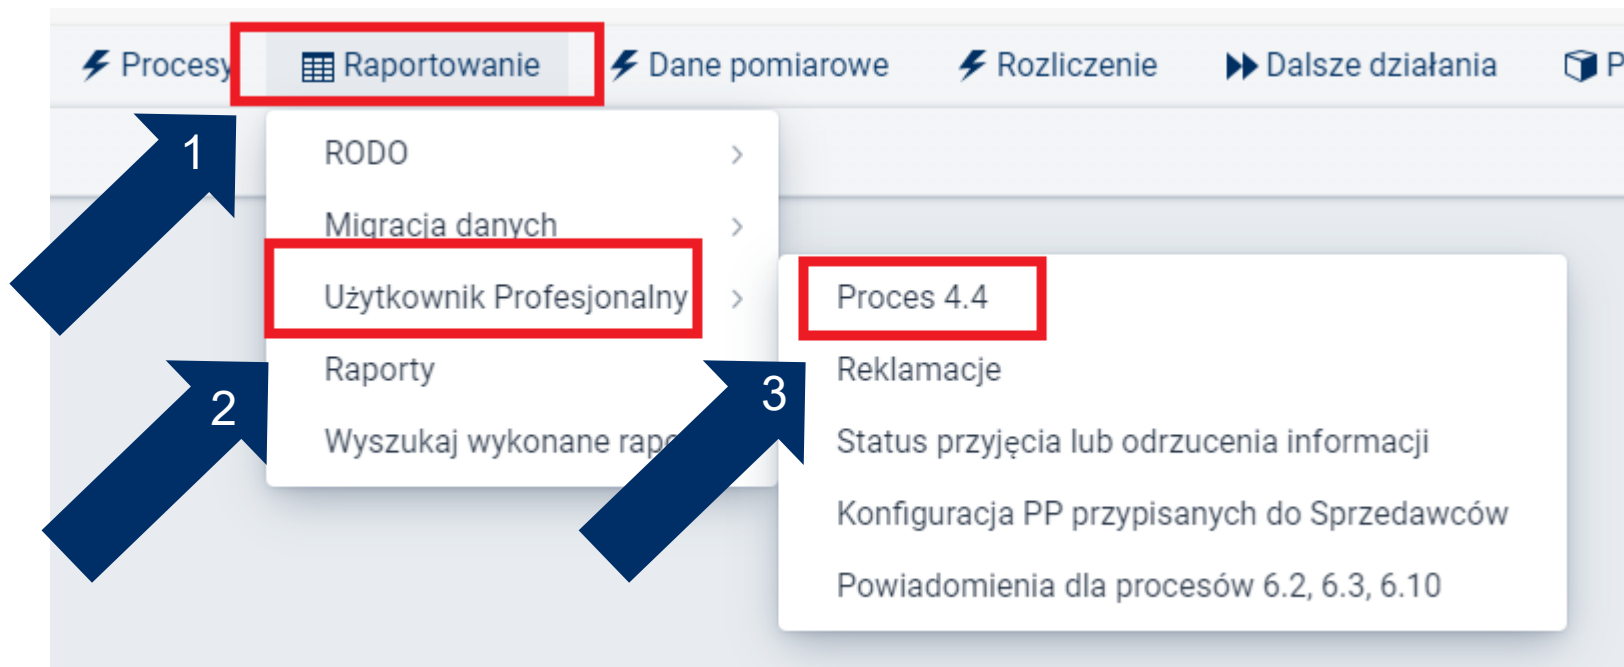 Procesy Raportowanie Dane pomiarowe Rozliczenie Dalsze działania P
1
RODO
Migracja danych
Użytkownik Profesjonalny Proces 4.4
2
Raporty
3
Reklamacje
Wyszukaj wykonane rap
Status przyjęcia lub odrzucenia informacji
Konfiguracja PP przypisanych do Sprzedawców
Powiadomienia dla procesów 6.2, 6.3, 6.10